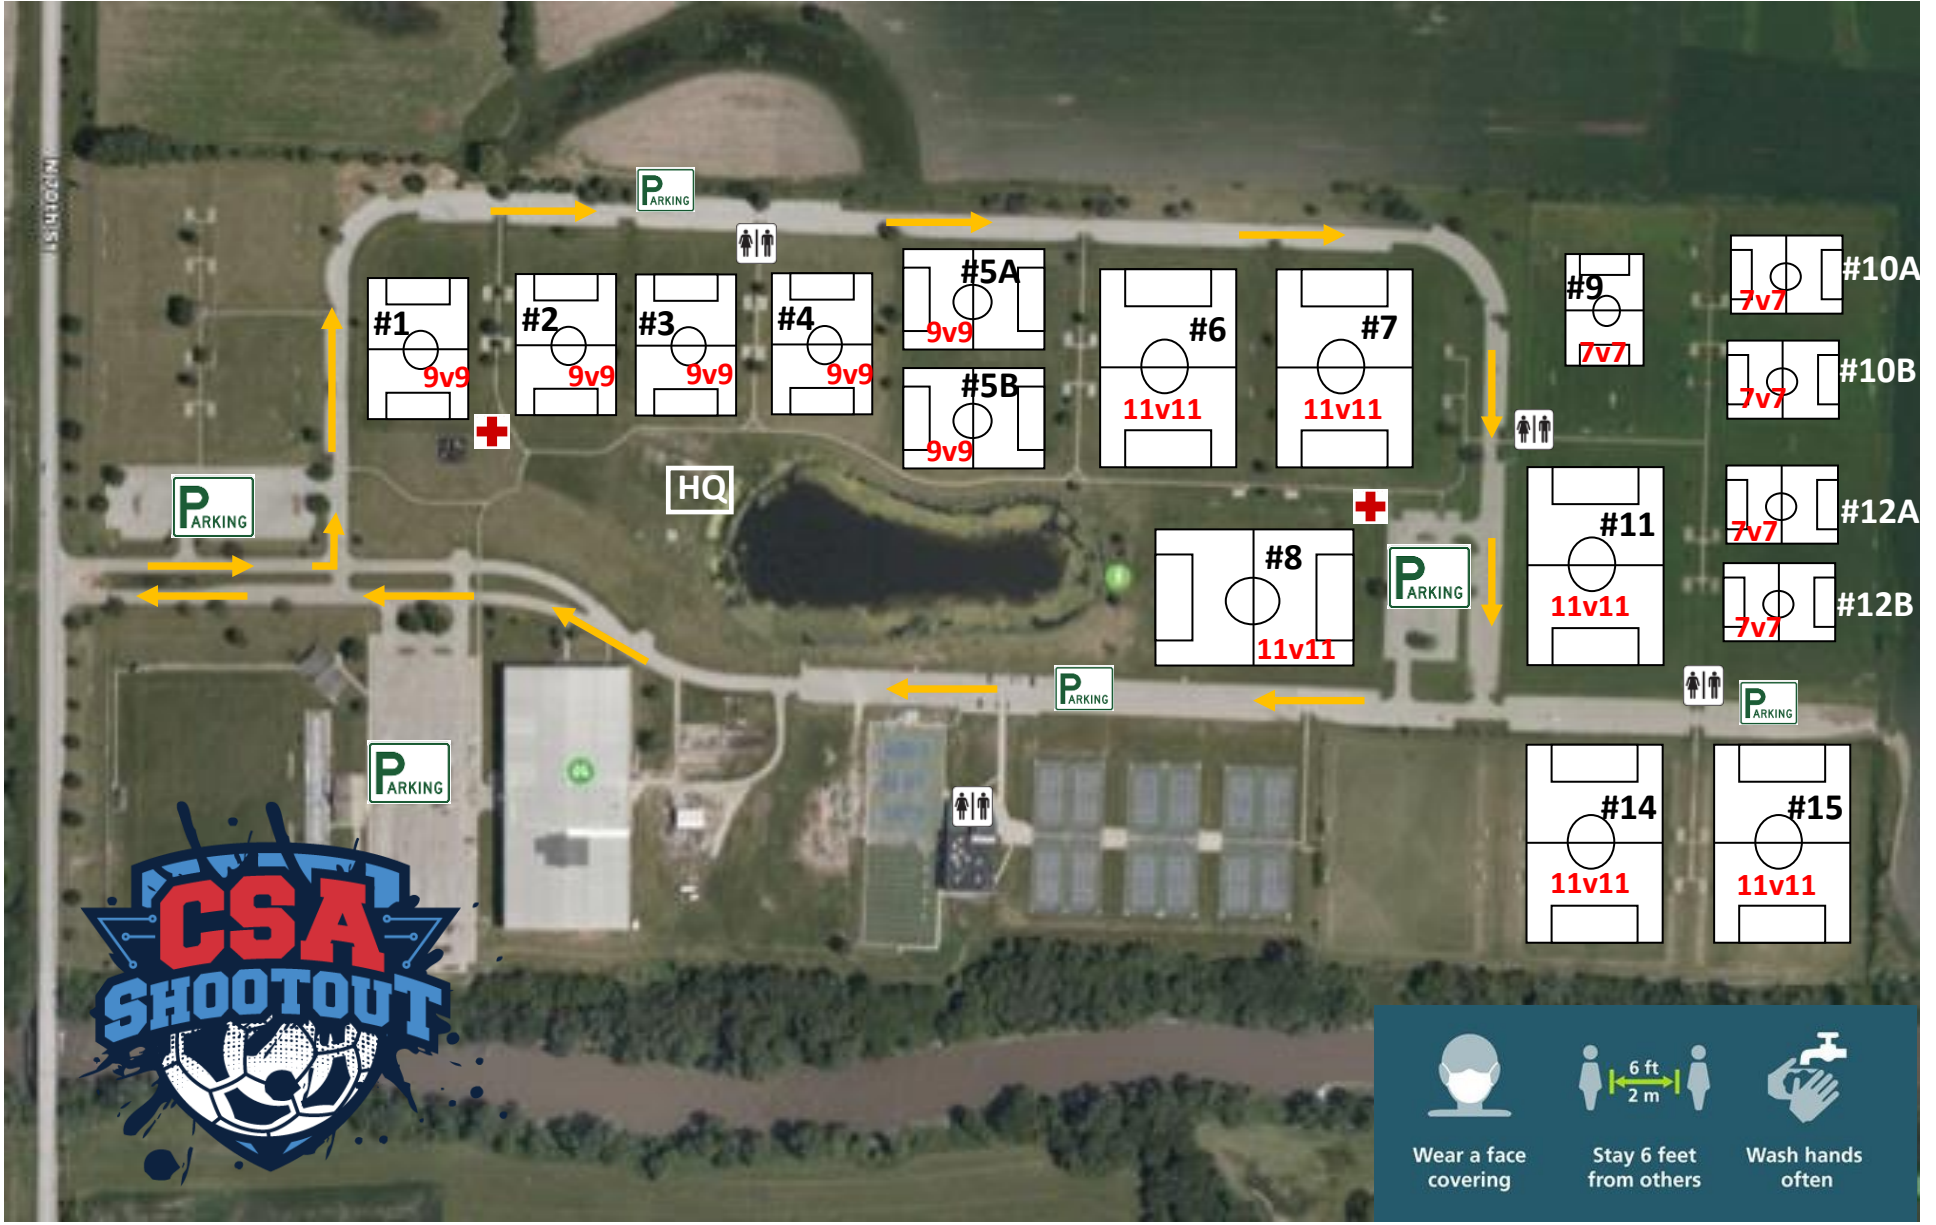 N 70th St
PARKING
#1
9v9
#2
9v9
#3
9v9
#4
9v9
#5A
9v9
#5B
9v9
#6
11v11
#7
11v11
#9
7v7
#10A
7v7
#10B
7v7
#12A
7v7
#12B
7v7
PARKING
HQ
#8
11v11
PARKING
#11
11v11
PARKING
PARKING
PARKING
#14
11v11
#15
11v11
CSA
SHOOTOUT
6 ft
2 m
Wear a face
covering
Stay 6 feet
from others
Wash hands
often